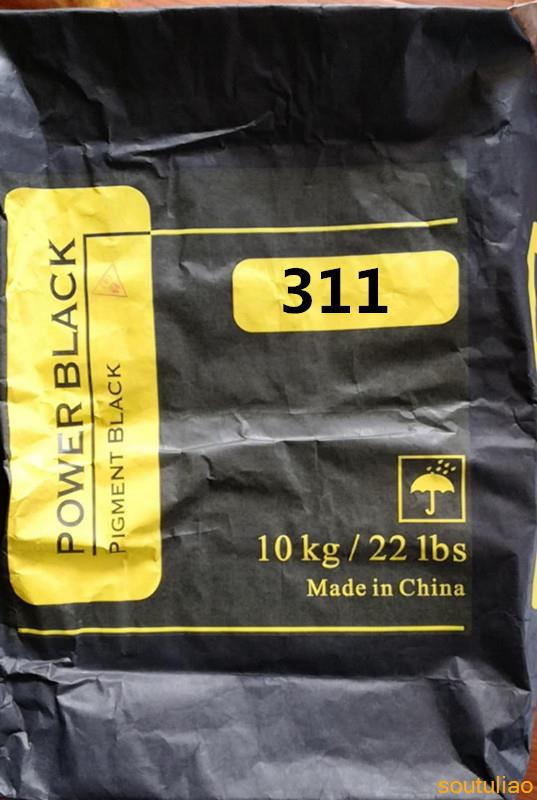 POWER BLACK
PIGMENT BLACK
311
10 kg / 22 lbs
Made in China
soutuliao